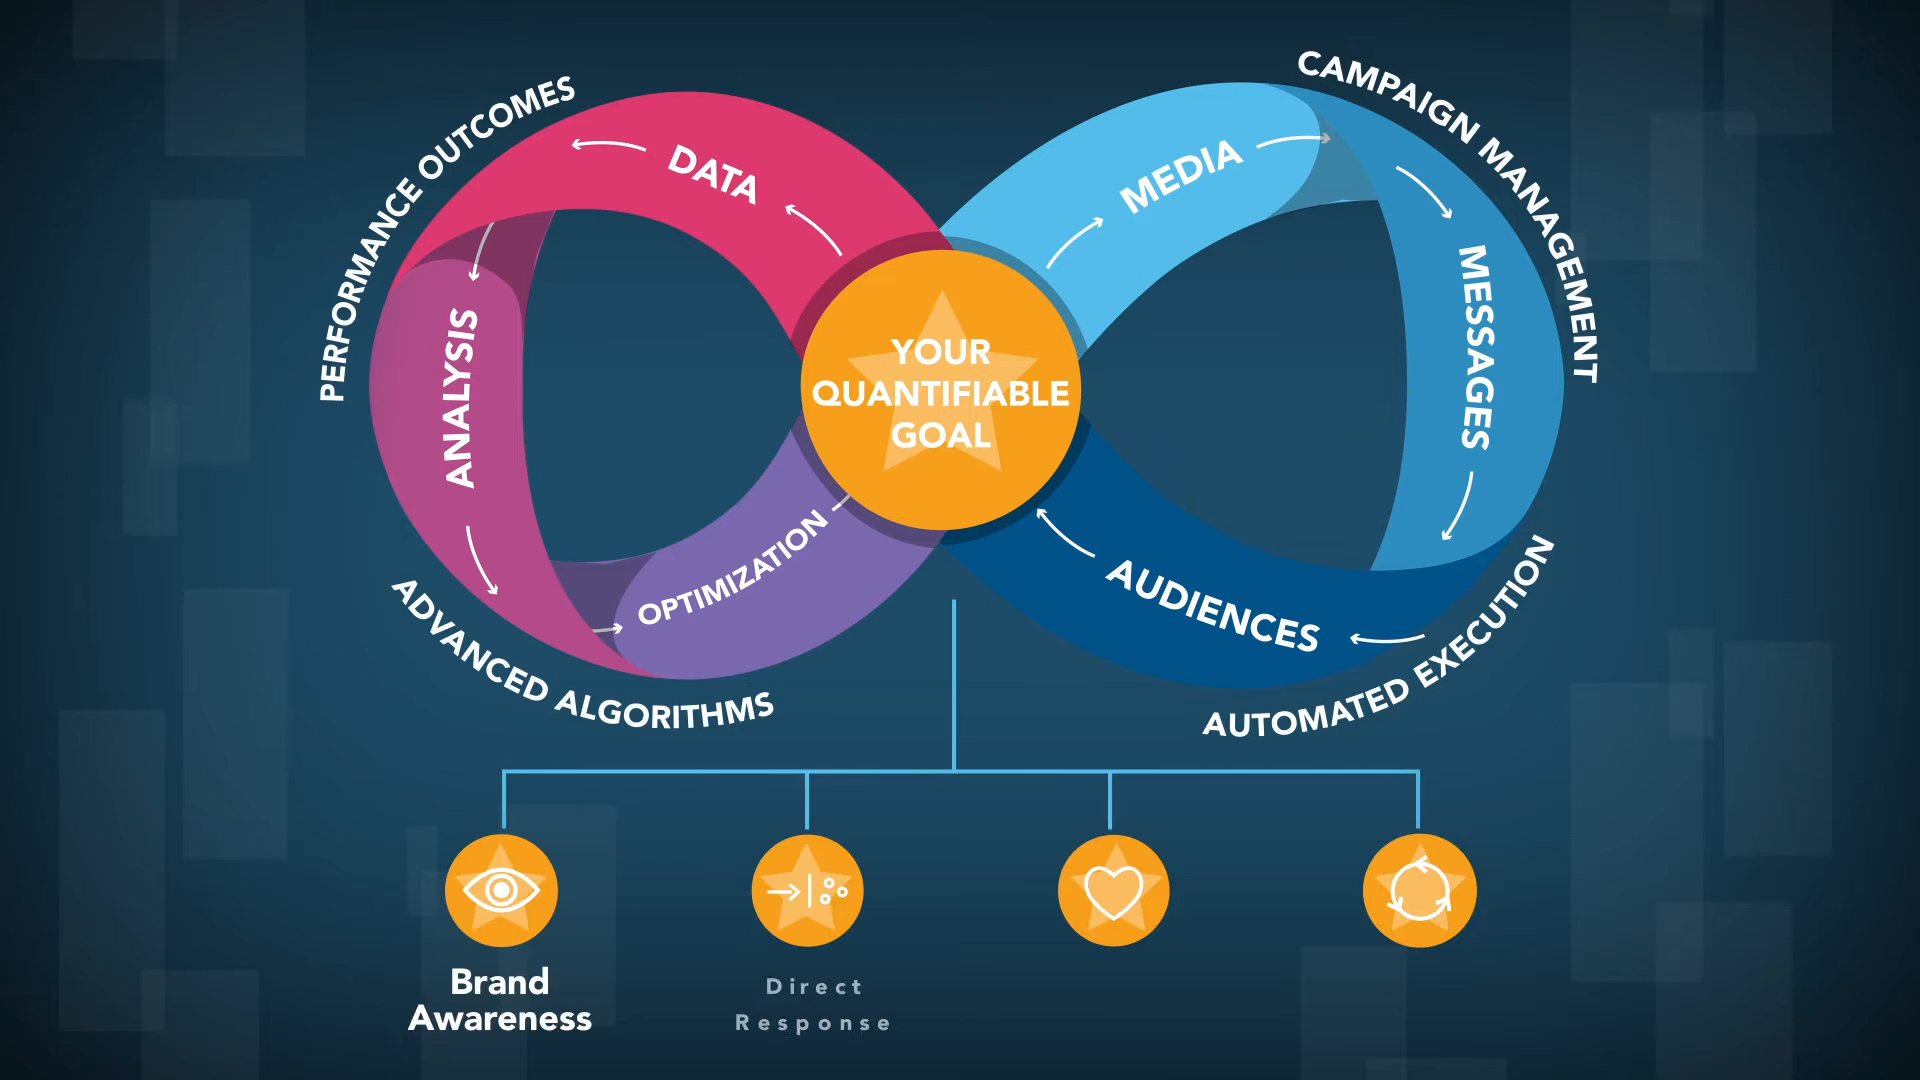 PERFORMANCE OUTCOMES
CAMPAIGN MANAGEMENT
DATA
MEDIA
ANALYSIS
MESSAGES
YOUR
QUANTIFIABLE
GOAL
OPTIMIZATION
AUDIENCES
ADVANCED ALGORITHMS
AUTOMATED EXECUTION
Brand
Awareness
Direct
Response